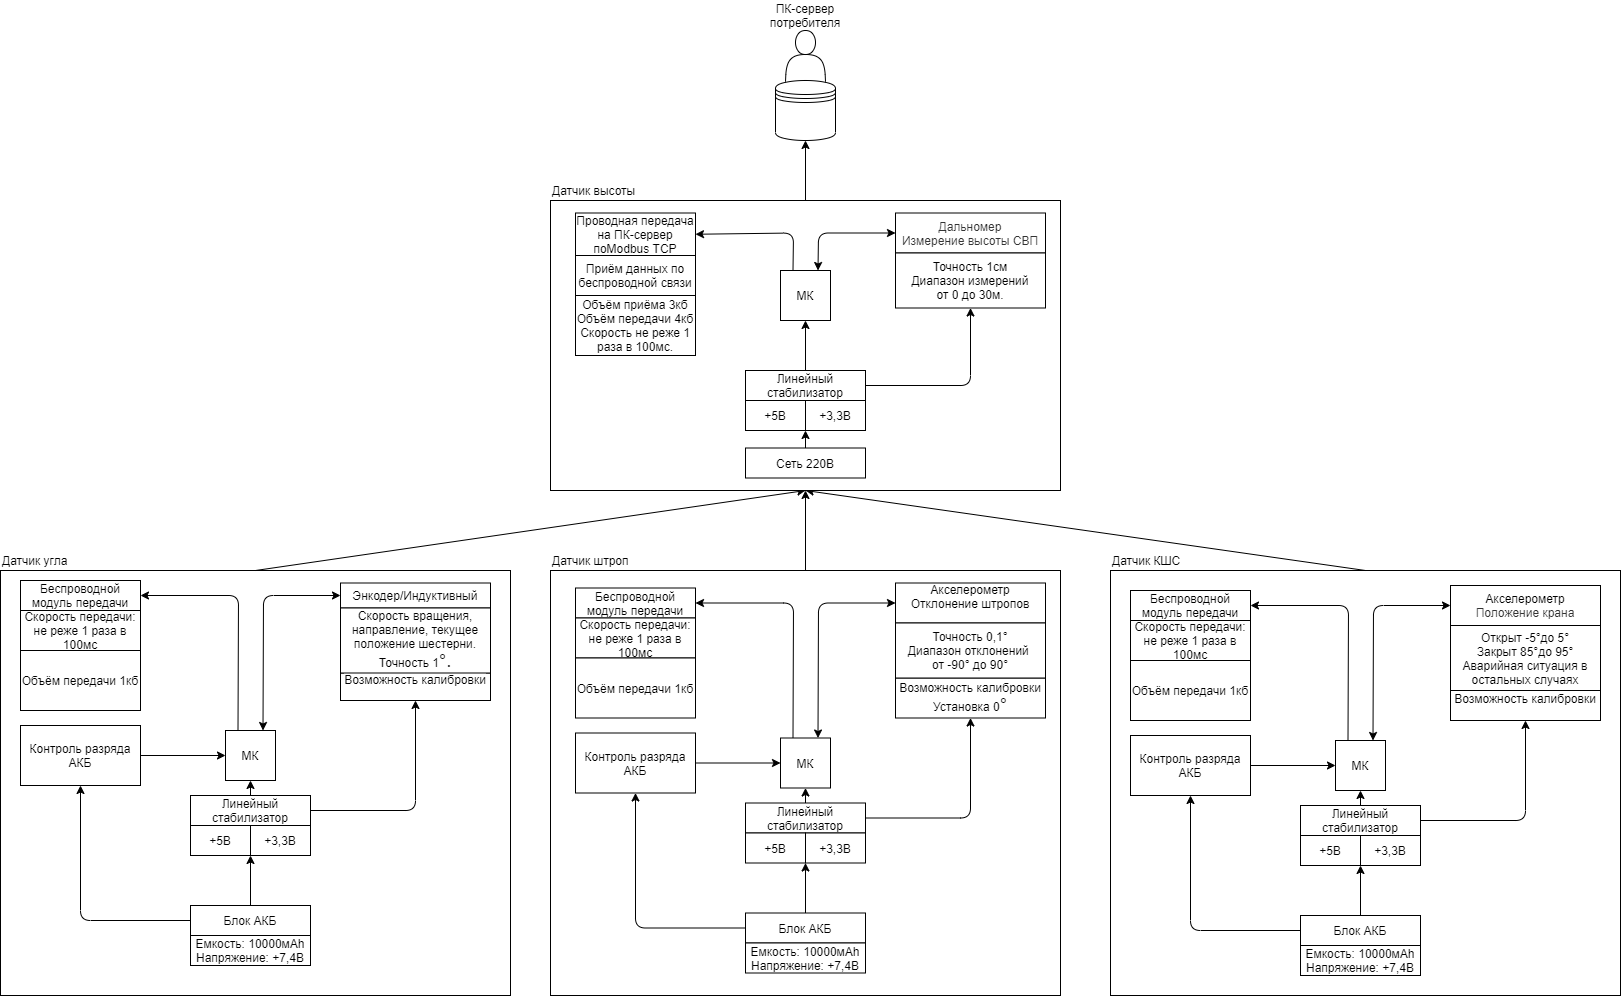 ПК-сервер
потребителя
Датчик высоты
Проводная передача
на ПК-сервер
поModbus TCP
Приём данных по
беспроводной связи
Объём приёма 3кб
Объём передачи 4кб
Скорость не реже 1
раза в 100мс.
МК
Дальномер
Измерение высоты СВП
Точность 1см
Диапазон измерений
от 0 до 30м.
Линейный
стабилизатор
+5В
+3,3В
Сеть 220В
Датчик угла
Беспроводной
модуль передачи
Скорость передачи:
не реже 1 раза в
100мс
Объём передачи 1кб
Энкодер/Индуктивный
Скорость вращения,
направление, текущее
положение шестерни.
Точность 1°.
Возможность калибровки
Контроль разряда
АКБ
МК
Линейный
стабилизатор
+5В
+3,3В
Блок АКБ
Емкость: 10000мАh
Напряжение: +7,4В
Датчик штроп
Беспроводной
модуль передачи
Скорость передачи:
не реже 1 раза в
100мс
Объём передачи 1кб
Акселерометр
Отклонение штропов
Точность 0,1°
Диапазон отклонений
от -90° до 90°
Возможность калибровки
Установка 0°
Контроль разряда
АКБ
МК
Линейный
стабилизатор
+5В
+3,3В
Блок АКБ
Емкость: 10000мАh
Напряжение: +7,4В
Датчик КШС
Беспроводной
модуль передачи
Скорость передачи:
не реже 1 раза в
100мс
Объём передачи 1кб
Акселерометр
Положение крана
Открыт -5°до 5°
Закрыт 85°до 95°
Аварийная ситуация в
остальных случаях
Возможность калибровки
Контроль разряда
АКБ
МК
Линейный
стабилизатор
+5В
+3,3В
Блок АКБ
Емкость: 10000мАh
Напряжение: +7,4В